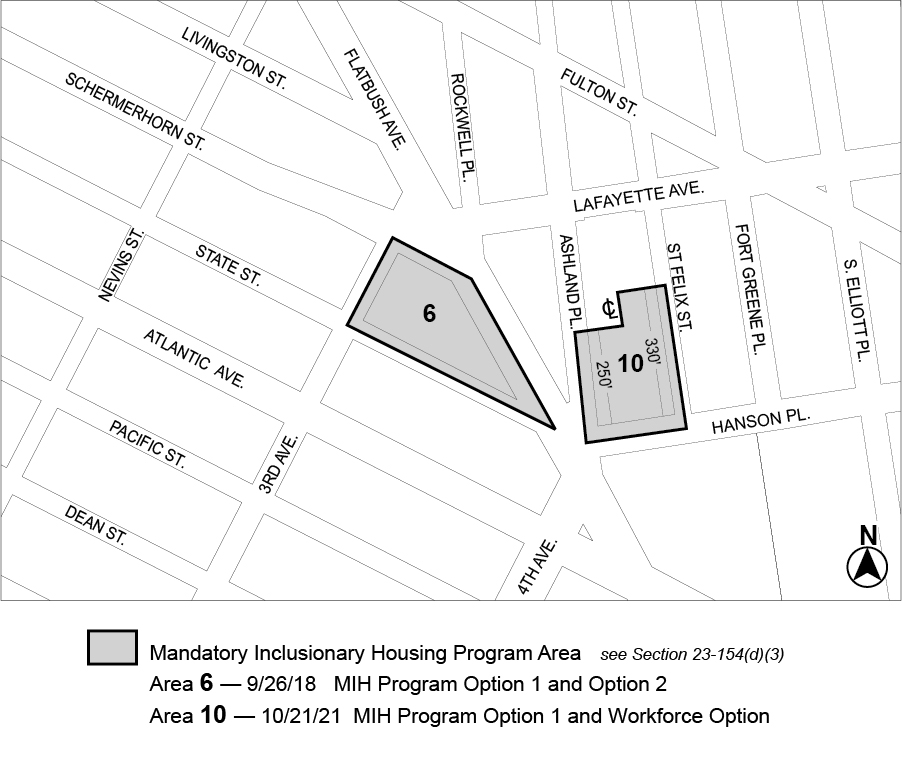 LIVINGSTON ST.
FLATBUSH AVE.
ROCKWELL PL.
FULTON ST.
SCHERMERHORN ST.
LAFAYETTE AVE.
NEVINS ST.
STATE ST.
ASHLAND PL.
ST FELIX ST.
FORT GREENE PL.
S. ELLIOTT PL.
6
℄
10
250'
330'
ATLANTIC AVE.
HANSON PL.
PACIFIC ST.
3RD AVE.
DEAN ST.
4TH AVE.
N
Mandatory Inclusionary Housing Program Area see Section 23-154(d)(3)
Area 6 — 9/26/18 MIH Program Option 1 and Option 2
Area 10 — 10/21/21 MIH Program Option 1 and Workforce Option